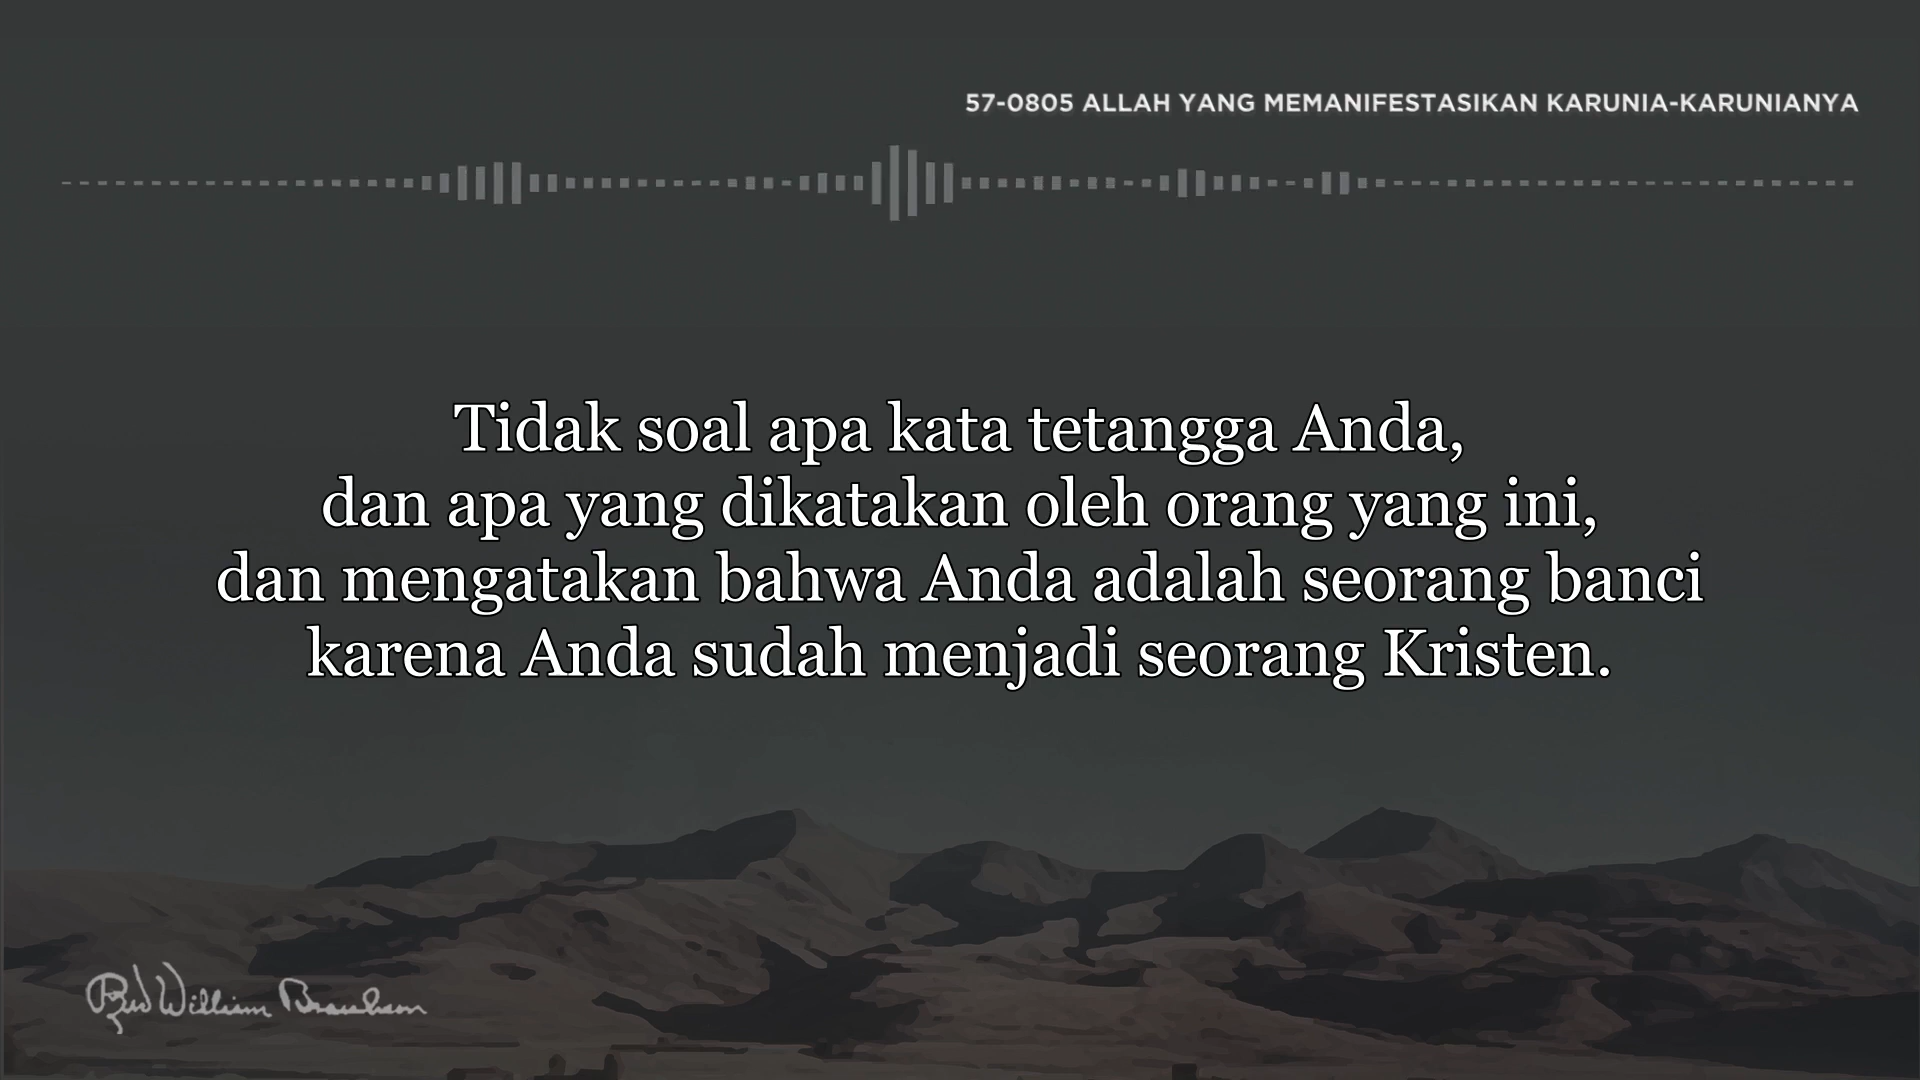 57-0805 ALLAH YANG MEMANIFESTASIKAN KARUNIA-KARUNIANYA
Tidak soal apa kata tetangga Anda,
dan apa yang dikatakan oleh orang yang ini,
dan mengatakan bahwa Anda adalah seorang banci
karena Anda sudah menjadi seorang Kristen.
William Branham